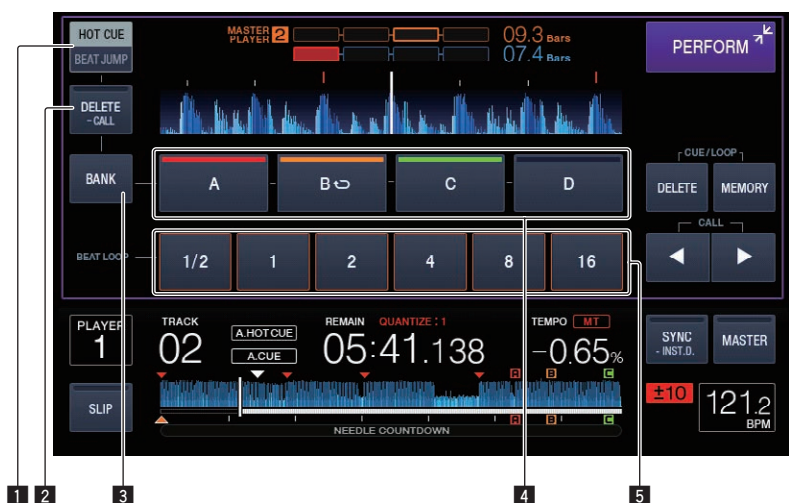 HOT CUE
BEAT JUMP
MASTER
PLAYER 2
09.3 Bars
07.4 Bars
PERFORM
DELETE
- CALL
BANK
A
B
C
D
CUE/LOOP
DELETE
MEMORY
CALL
BEAT LOOP
1/2
1
2
4
8
16
PLAYER
1
TRACK
02
A.HOT CUE
A.CUE
REMAIN
QUANTIZE : 1
05:41.138
TEMPO
MT
-0.65%
SYNC
- INST.D.
MASTER
A
B
C
SLIP
±10
121.2
BPM
A
B
C
NEEDLE COUNTDOWN
1
2
3
4
5